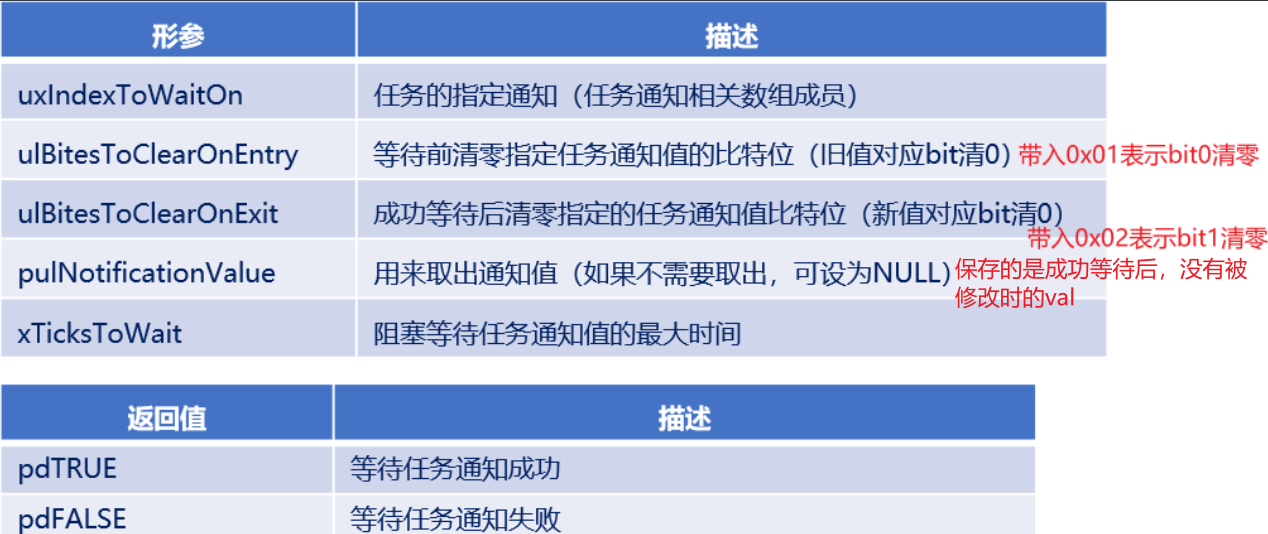 形参 描述
uxIndexToWaitOn 任务的指定通知（任务通知相关数组成员）
ulBitesToClearOnEntry 等待前清零指定任务通知值的比特位（旧值对应bit清0）带入0x01表示bit0清零
ulBitesToClearOnExit 成功等待后清零指定的任务通知值比特位（新值对应bit清0）
带入0x02表示bit1清零
pulNotificationValue 用来取出通知值（如果不需要取出，可设为NULL）保存的是成功等待后，没有被
修改时的val
xTicksToWait 阻塞等待任务通知值的最大时间
返回值 描述
pdTRUE 等待任务通知成功
pdFALSE 等待任务通知失败